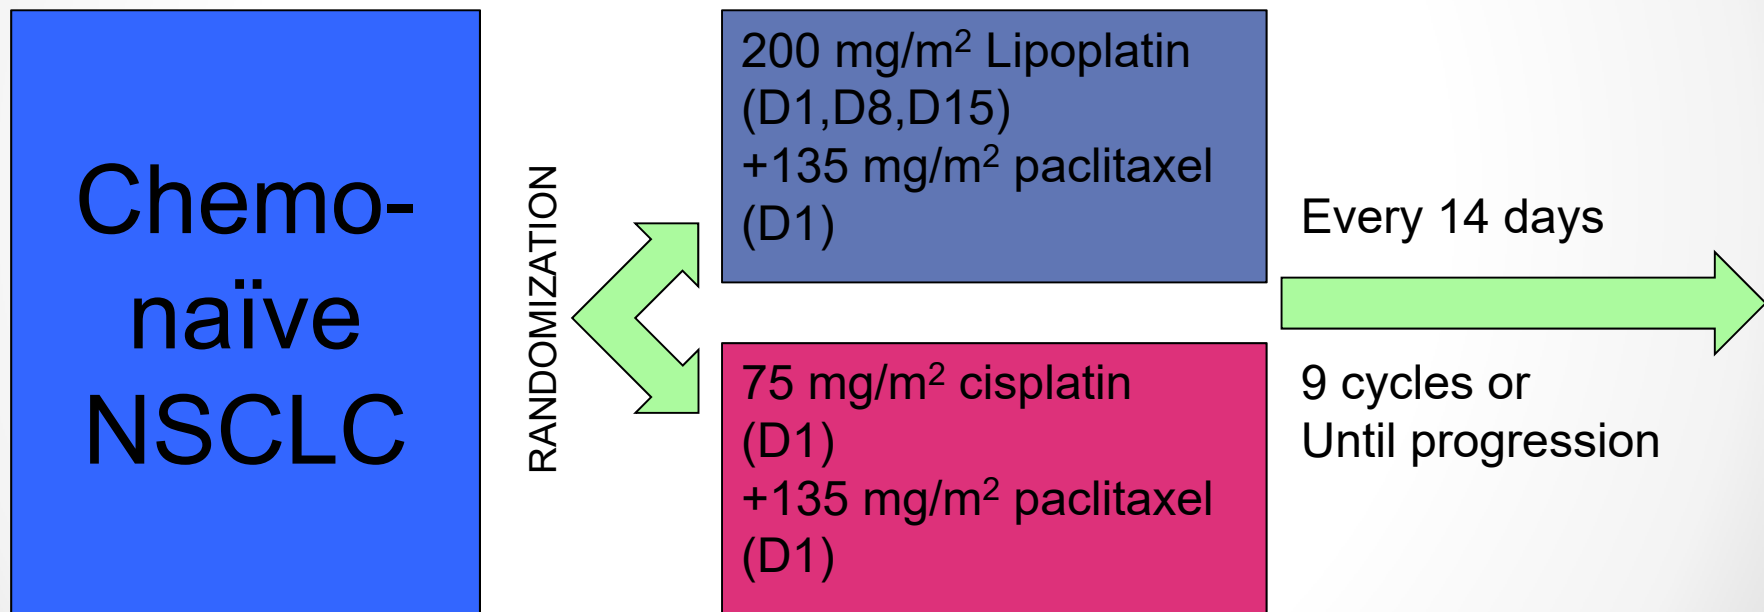 Chemo-
naïve
NSCLC
RANDOMIZATION
200 mg/m² Lipoplatin
(D1,D8,D15)
+135 mg/m² paclitaxel
(D1)
75 mg/m² cisplatin
(D1)
+135 mg/m² paclitaxel
(D1)
Every 14 days
9 cycles or
Until progression